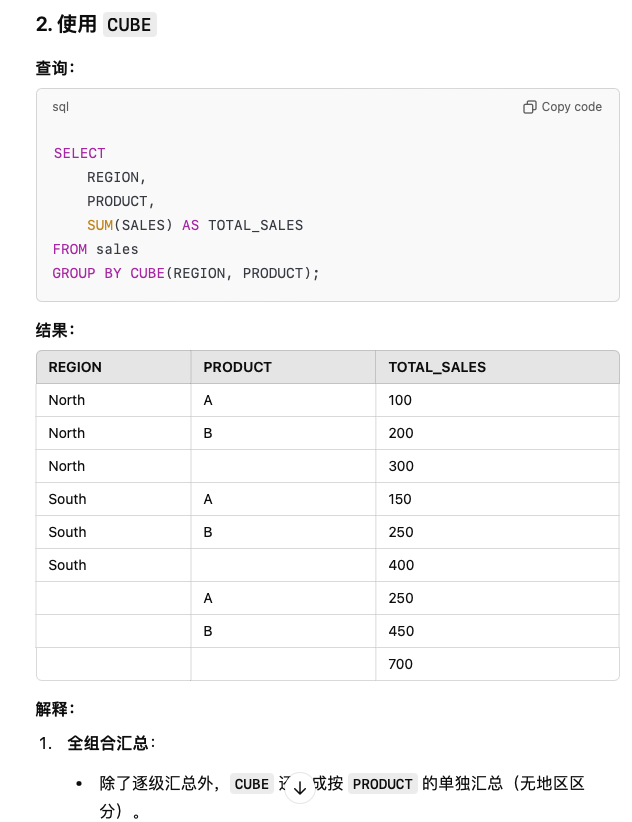 2. 使用 CUBE
查询：
sql Copy code
SELECT
REGION,
PRODUCT,
SUM(SALES) AS TOTAL_SALES
FROM sales
GROUP BY CUBE(REGION, PRODUCT);
结果：
REGION PRODUCT TOTAL_SALES
North A 100
North B 200
North 300
South A 150
South B 250
South 400
A 250
B 450
700
解释：
1. 全组合汇总：
• 除了逐级汇总外， CUBE 成按 PRODUCT 的单独汇总（无地区区
分）。